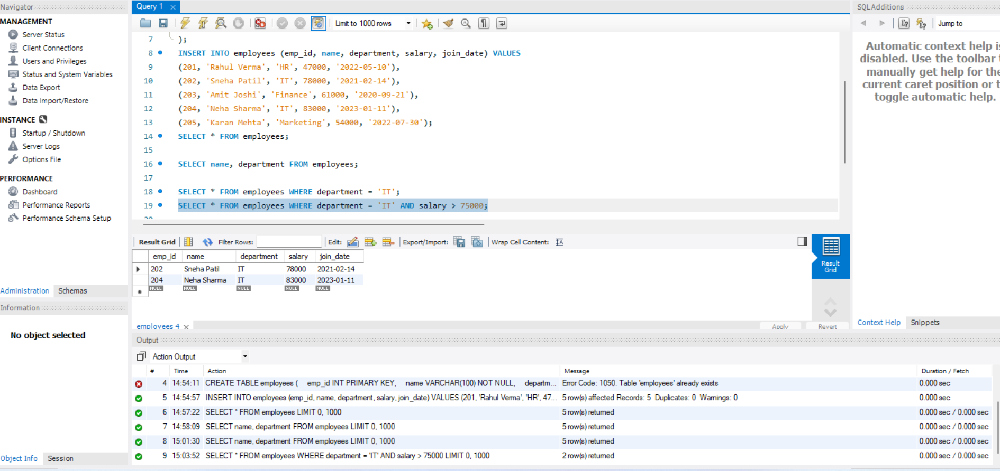 Navigator
MANAGEMENT
Server Status
Client Connections
Users and Privileges
Status and System Variables
Data Export
Data Import/Restore
INSTANCE
Startup / Shutdown
Server Logs
Options File
PERFORMANCE
Dashboard
Performance Reports
Performance Schema Setup
Administration Schemas
Information
No object selected
Object Info Session
Query 1
Limit to 1000 rows
7 );
8 INSERT INTO employees (emp_id, name, department, salary, join_date) VALUES
9 (201, 'Rahul Verma', 'HR', 47000, '2022-05-10'),
10 (202, 'Sneha Patil', 'IT', 78000, '2021-02-14'),
11 (203, 'Amit Joshi', 'Finance', 61000, '2020-09-21'),
12 (204, 'Neha Sharma', 'IT', 83000, '2023-01-11'),
13 (205, 'Karan Mehta', 'Marketing', 54000, '2022-07-30');
14 SELECT * FROM employees;
15
16 SELECT name, department FROM employees;
17
18 SELECT * FROM employees WHERE department = 'IT';
19 SELECT * FROM employees WHERE department = 'IT' AND salary > 75000;
20
Result Grid Filter Rows: Edit: Export/Import: Wrap Cell Content:
emp_id name department salary join_date
202 Sneha Patil IT 78000 2021-02-14
204 Neha Sharma IT 83000 2023-01-11
NULL NULL NULL NULL NULL
Result
Grid
employees 4
Apply Revert
Output
Action Output
# Time Action Message Duration / Fetch
4 14:54:11 CREATE TABLE employees ( emp_id INT PRIMARY KEY, name VARCHAR(100) NOT NULL, departm... Error Code: 1050. Table 'employees' already exists 0.000 sec
5 14:54:57 INSERT INTO employees (emp_id, name, department, salary, join_date) VALUES (201, 'Rahul Verma', 'HR', 47... 5 row(s) affected Records: 5 Duplicates: 0 Warnings: 0 0.000 sec
6 14:57:22 SELECT * FROM employees LIMIT 0, 1000 5 row(s) returned 0.000 sec / 0.000 sec
7 14:58:09 SELECT name, department FROM employees LIMIT 0, 1000 5 row(s) returned 0.000 sec / 0.000 sec
8 15:01:30 SELECT name, department FROM employees LIMIT 0, 1000 5 row(s) returned 0.000 sec / 0.000 sec
9 15:03:52 SELECT * FROM employees WHERE department = 'IT' AND salary > 75000 LIMIT 0, 1000 2 row(s) returned 0.000 sec / 0.000 sec
SQLAdditions
Jump to
Automatic context help
disabled. Use the toolbar
manually get help for
current caret position or
toggle automatic help.
Context Help Snippets